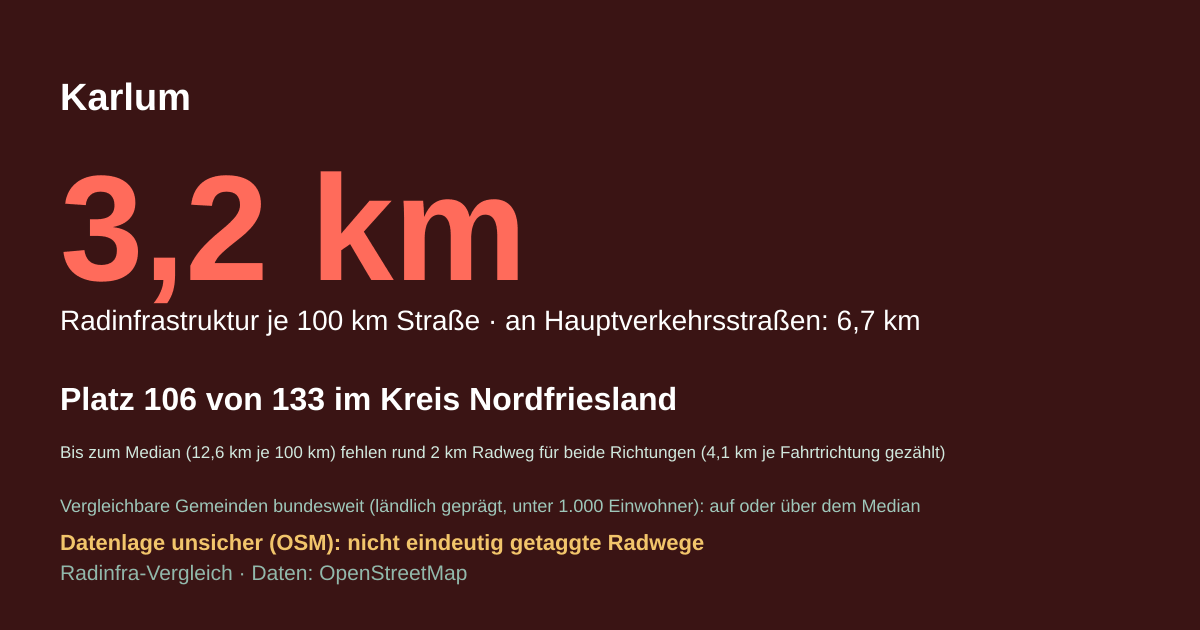 Karlum
3,2 km
Radinfrastruktur je 100 km Straße · an Hauptverkehrsstraßen: 6,7 km
Platz 106 von 133 im Kreis Nordfriesland
Bis zum Median (12,6 km je 100 km) fehlen rund 2 km Radweg für beide Richtungen (4,1 km je Fahrtrichtung gezählt)
Vergleichbare Gemeinden bundesweit (ländlich geprägt, unter 1.000 Einwohner): auf oder über dem Median
Datenlage unsicher (OSM): nicht eindeutig getaggte Radwege
Radinfra-Vergleich · Daten: OpenStreetMap